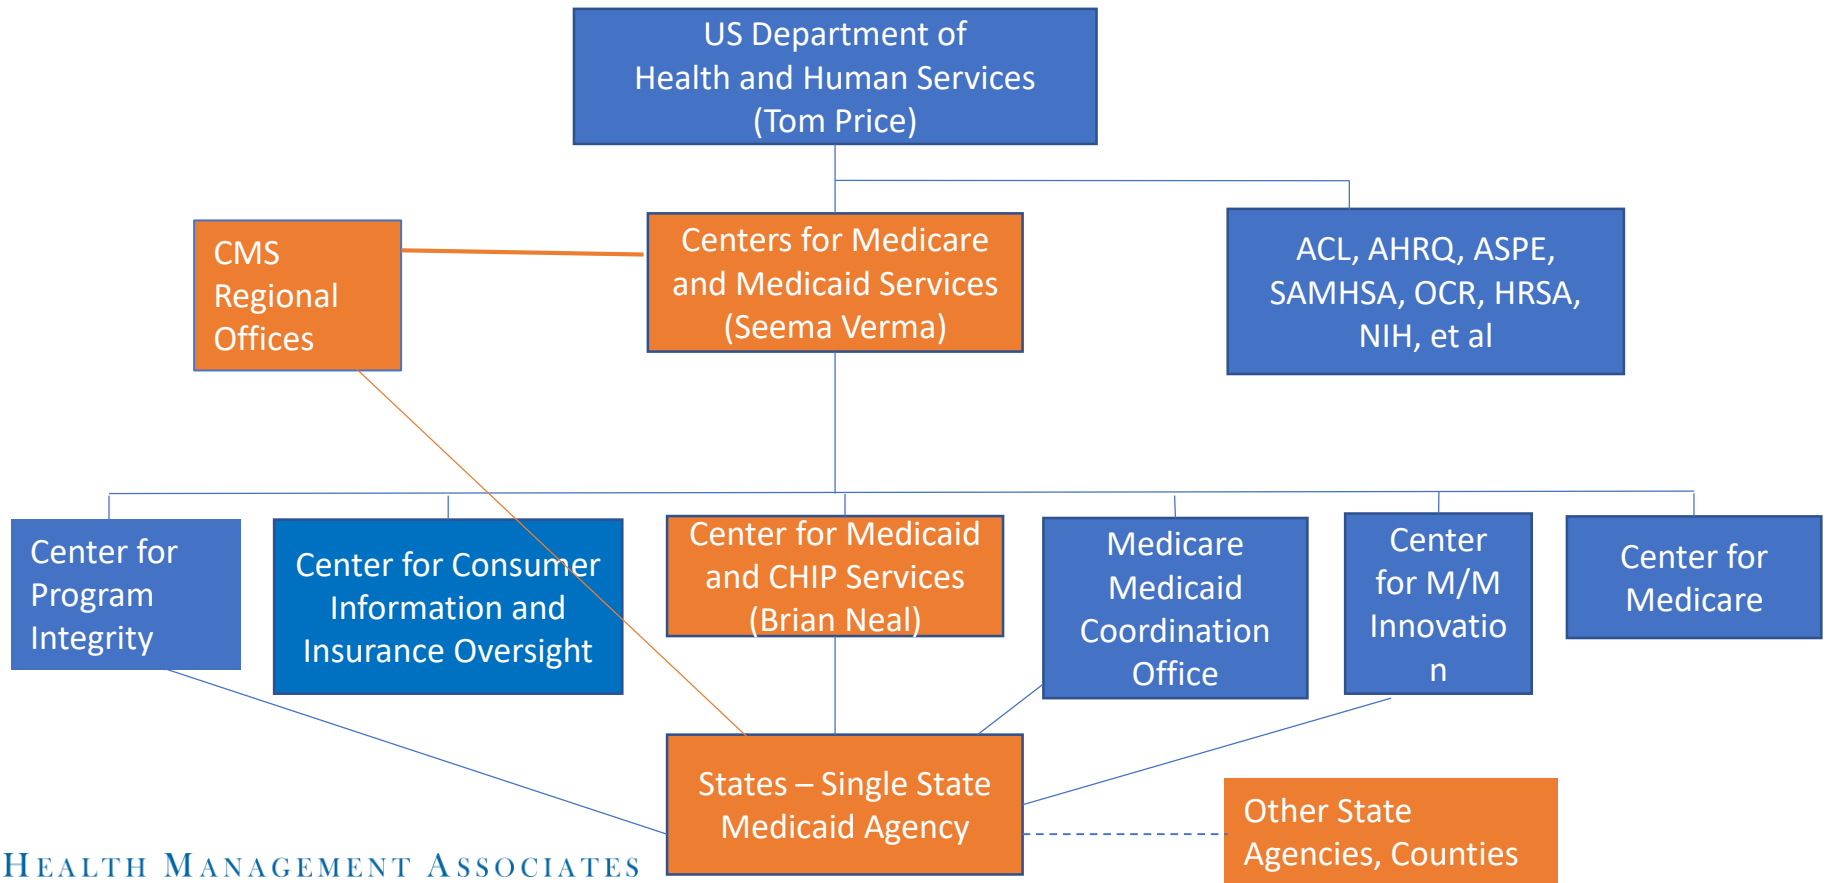 US Department of
Health and Human Services
(Tom Price)
CMS
Regional
Offices
Centers for Medicare
and Medicaid Services
(Seema Verma)
ACL, AHRQ, ASPE,
SAMHSA, OCR, HRSA,
NIH, et al
Center for
Program
Integrity
Center for Consumer
Information and
Insurance Oversight
Center for Medicaid
and CHIP Services
(Brian Neal)
Medicare
Medicaid
Coordination
Office
Center
for M/M
Innovatio
n
Center for
Medicare
States – Single State
Medicaid Agency
Other State
Agencies, Counties
HEALTH MANAGEMENT ASSOCIATES